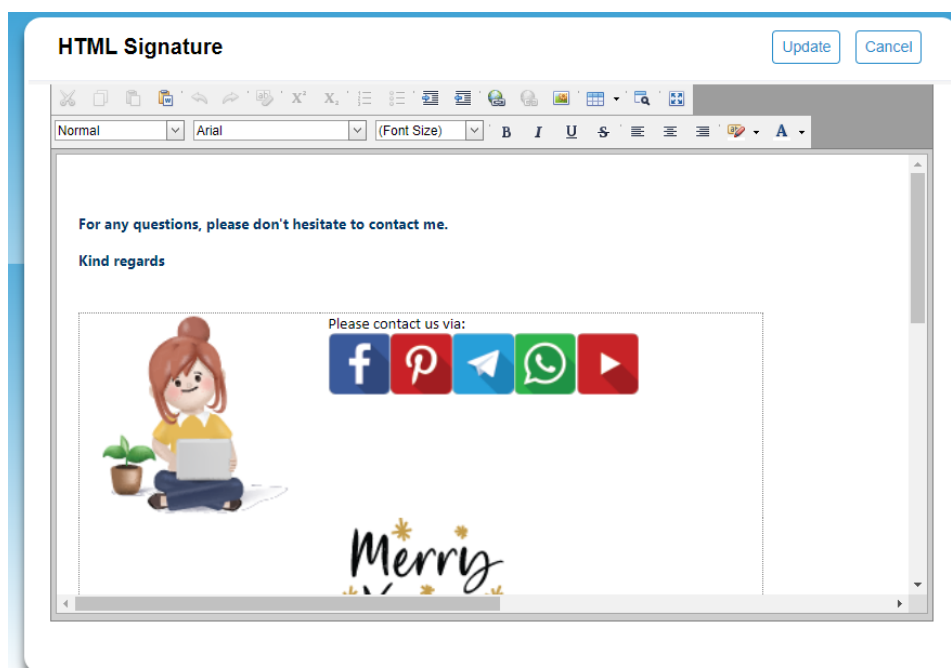 HTML Signature
Update
Cancel
Normal
Arial
(Font Size)
B I U S
A
For any questions, please don't hesitate to contact me.
Kind regards
Please contact us via:
Merry